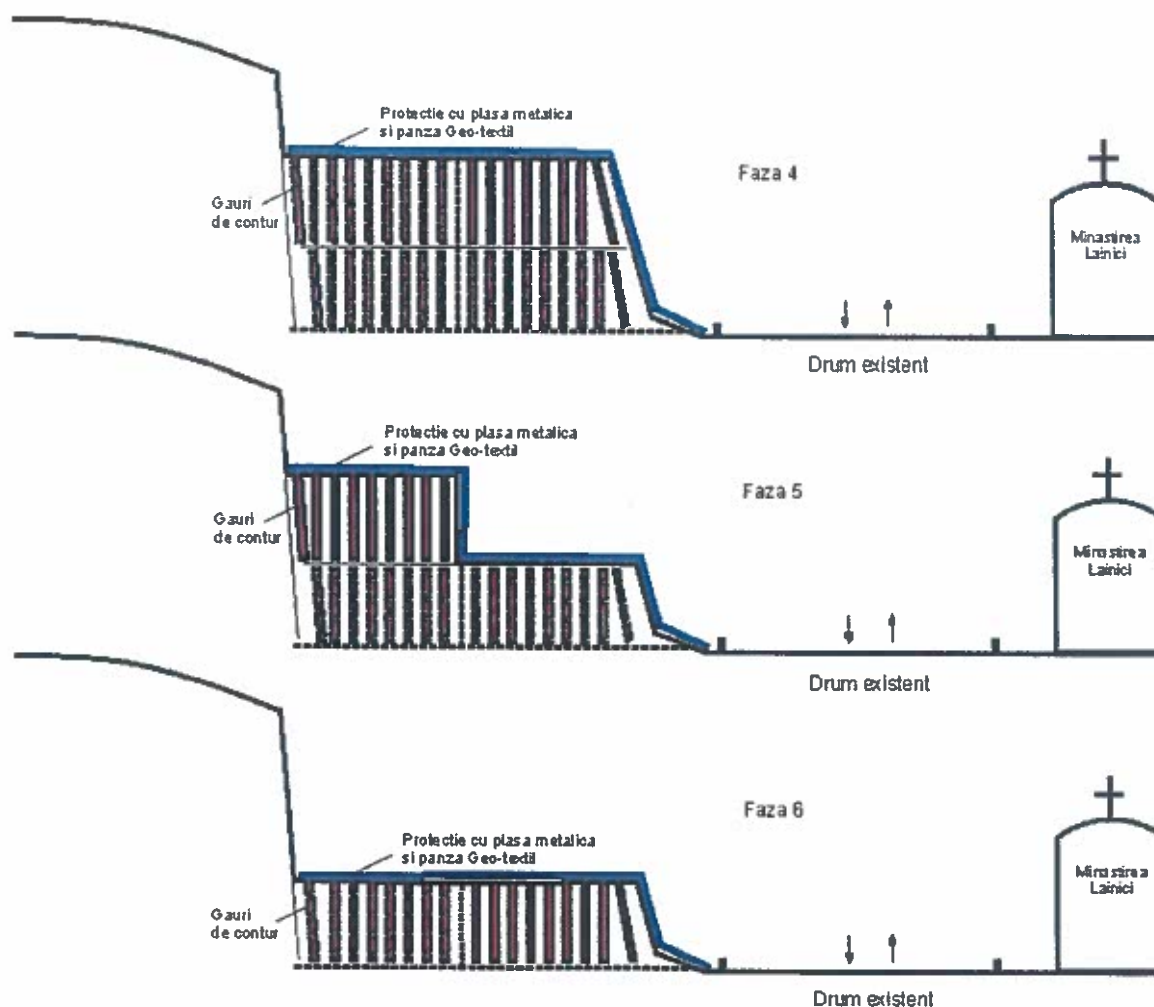 Protectie cu plasa metalica
si panza Geo-textil
Faza 4
Gauri
de contur
Minastirea
Lainici
Drum existent
Protectie cu plasa metalica
si panza Geo-textil
Faza 5
Gauri
de contur
Minastirea
Lainici
Drum existent
Faza 6
Protectie cu plasa metalica
si panza Geo-textil
Minastirea
Lainici
Gauri
de contur
Drum existent